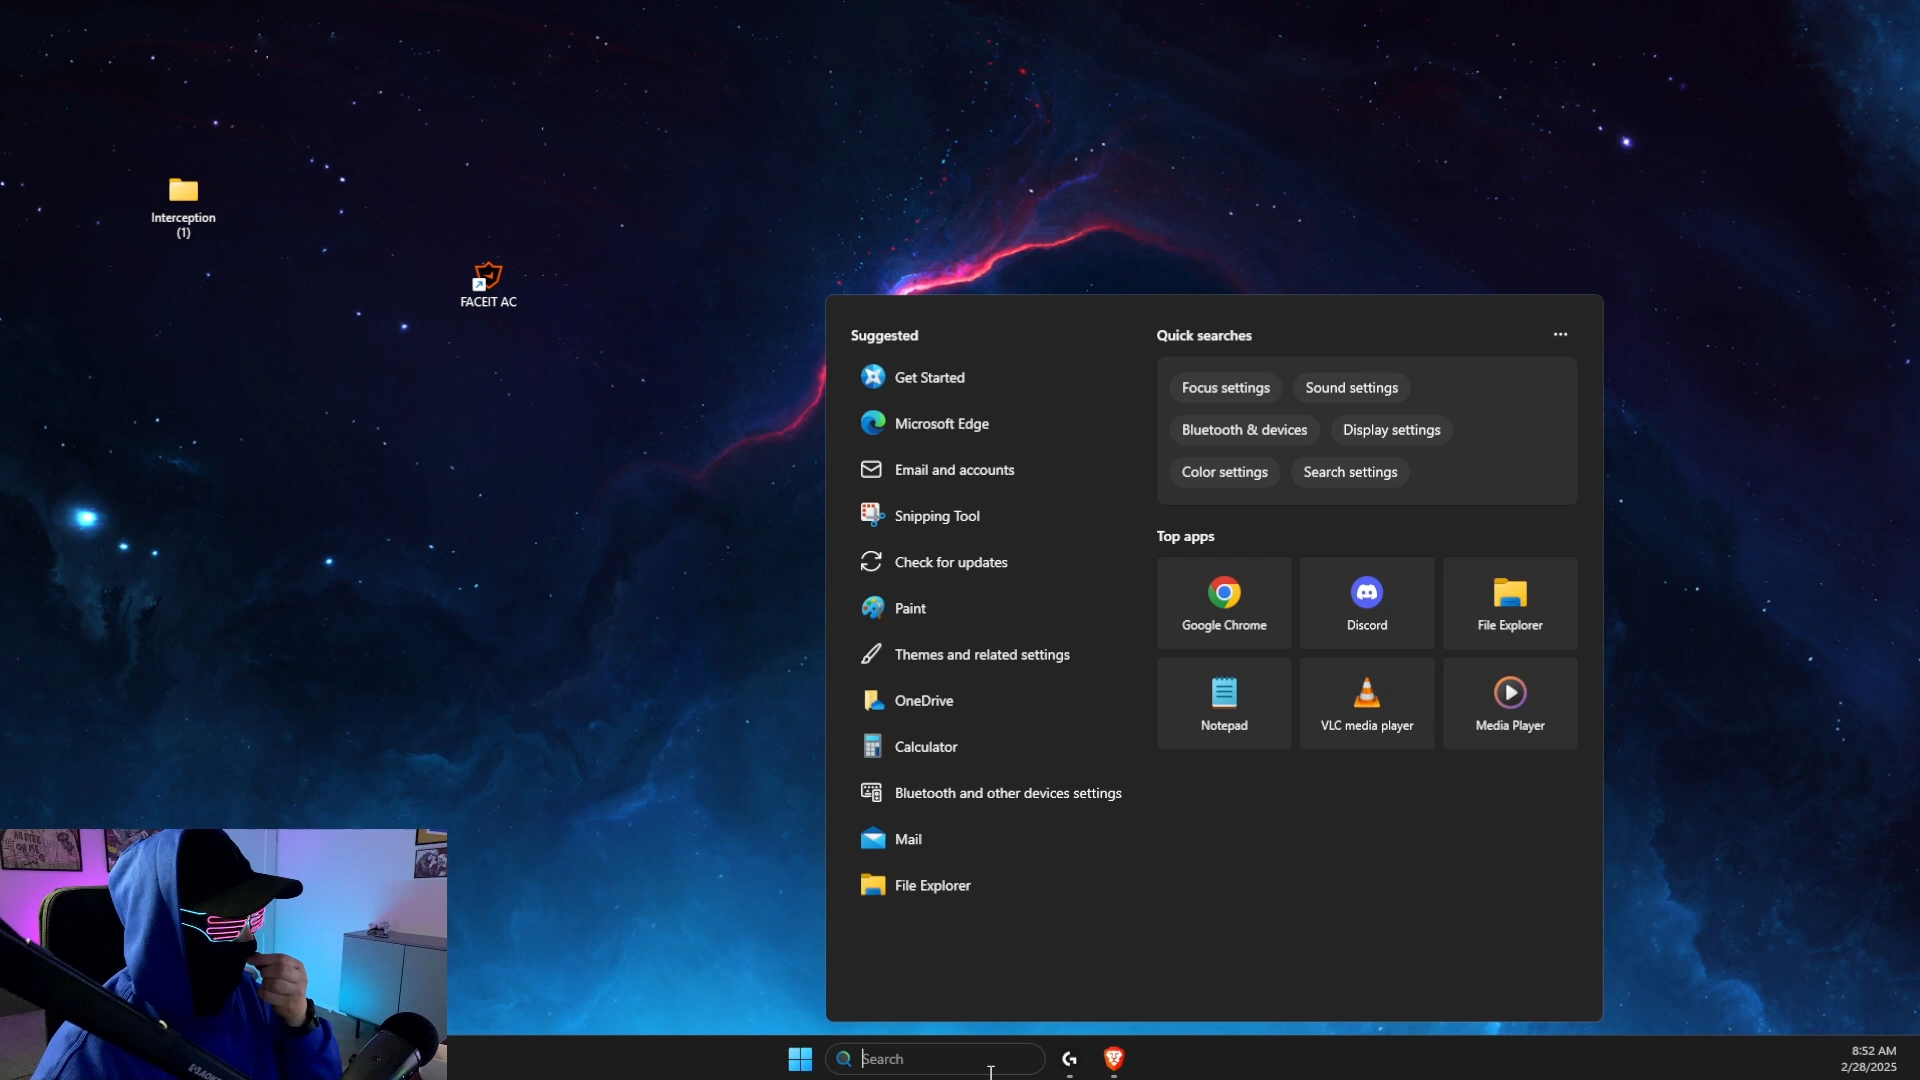 Interception
(1)
FACEIT AC
Suggested
Get Started
Microsoft Edge
Email and accounts
Snipping Tool
Check for updates
Paint
Themes and related settings
OneDrive
Calculator
Bluetooth and other devices settings
Mail
File Explorer
Quick searches
Focus settings
Sound settings
Bluetooth & devices
Display settings
Color settings
Search settings
Top apps
Google Chrome
Discord
File Explorer
Notepad
VLC media player
Media Player
Search
8:52 AM
2/28/2025